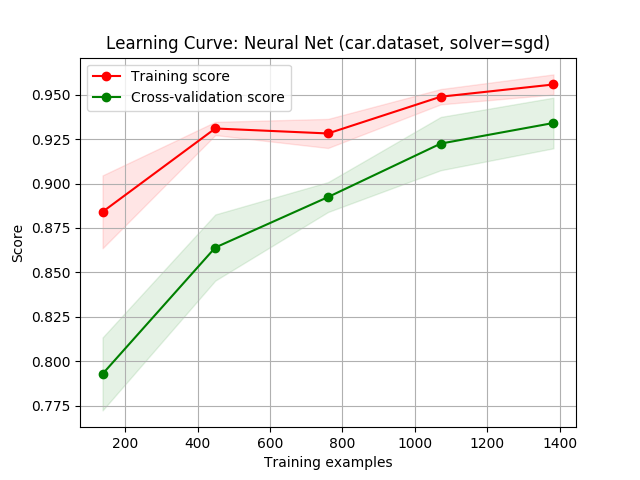 Learning Curve: Neural Net (car.dataset, solver=sgd)
Training score
Cross-validation score
0.950
0.925
0.900
0.875
0.850
0.825
0.800
0.775
Score
200 400 600 800 1000 1200 1400
Training examples